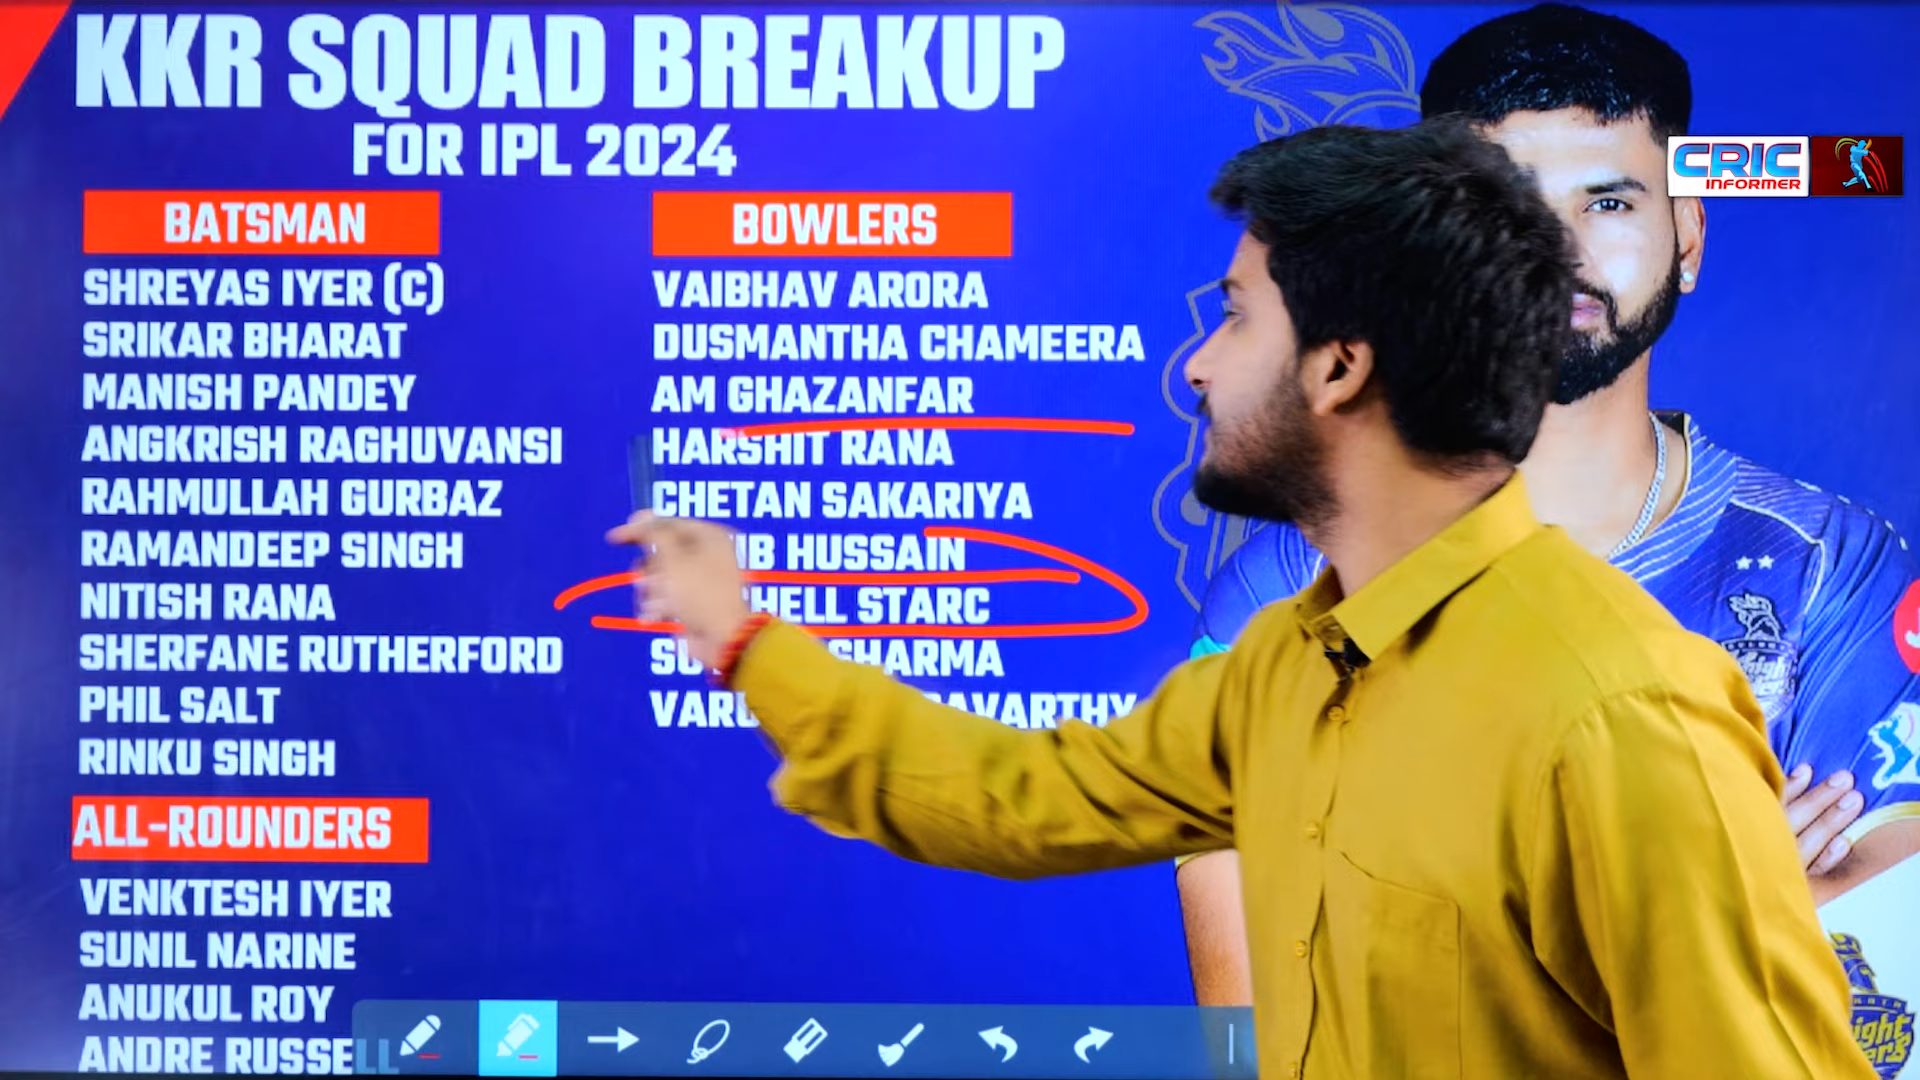 KKR SQUAD BREAKUP
FOR IPL 2024
CRIC
INFORMER
BATSMAN
SHREYAS IYER (C)
SRIKAR BHARAT
MANISH PANDEY
ANGKRISH RAGHUVANSI
RAHMULLAH GURBAZ
RAMANDEEP SINGH
NITISH RANA
SHERFANE RUTHERFORD
PHIL SALT
RINKU SINGH
ALL-ROUNDERS
VENKTESH IYER
SUNIL NARINE
ANUKUL ROY
ANDRE RUSSELL
BOWLERS
VAIBHAV ARORA
DUSMANTHA CHAMEERA
AM GHAZANFAR
HARSHIT RANA
CHETAN SAKARIYA
HUSSAIN
STARC
SHARMA